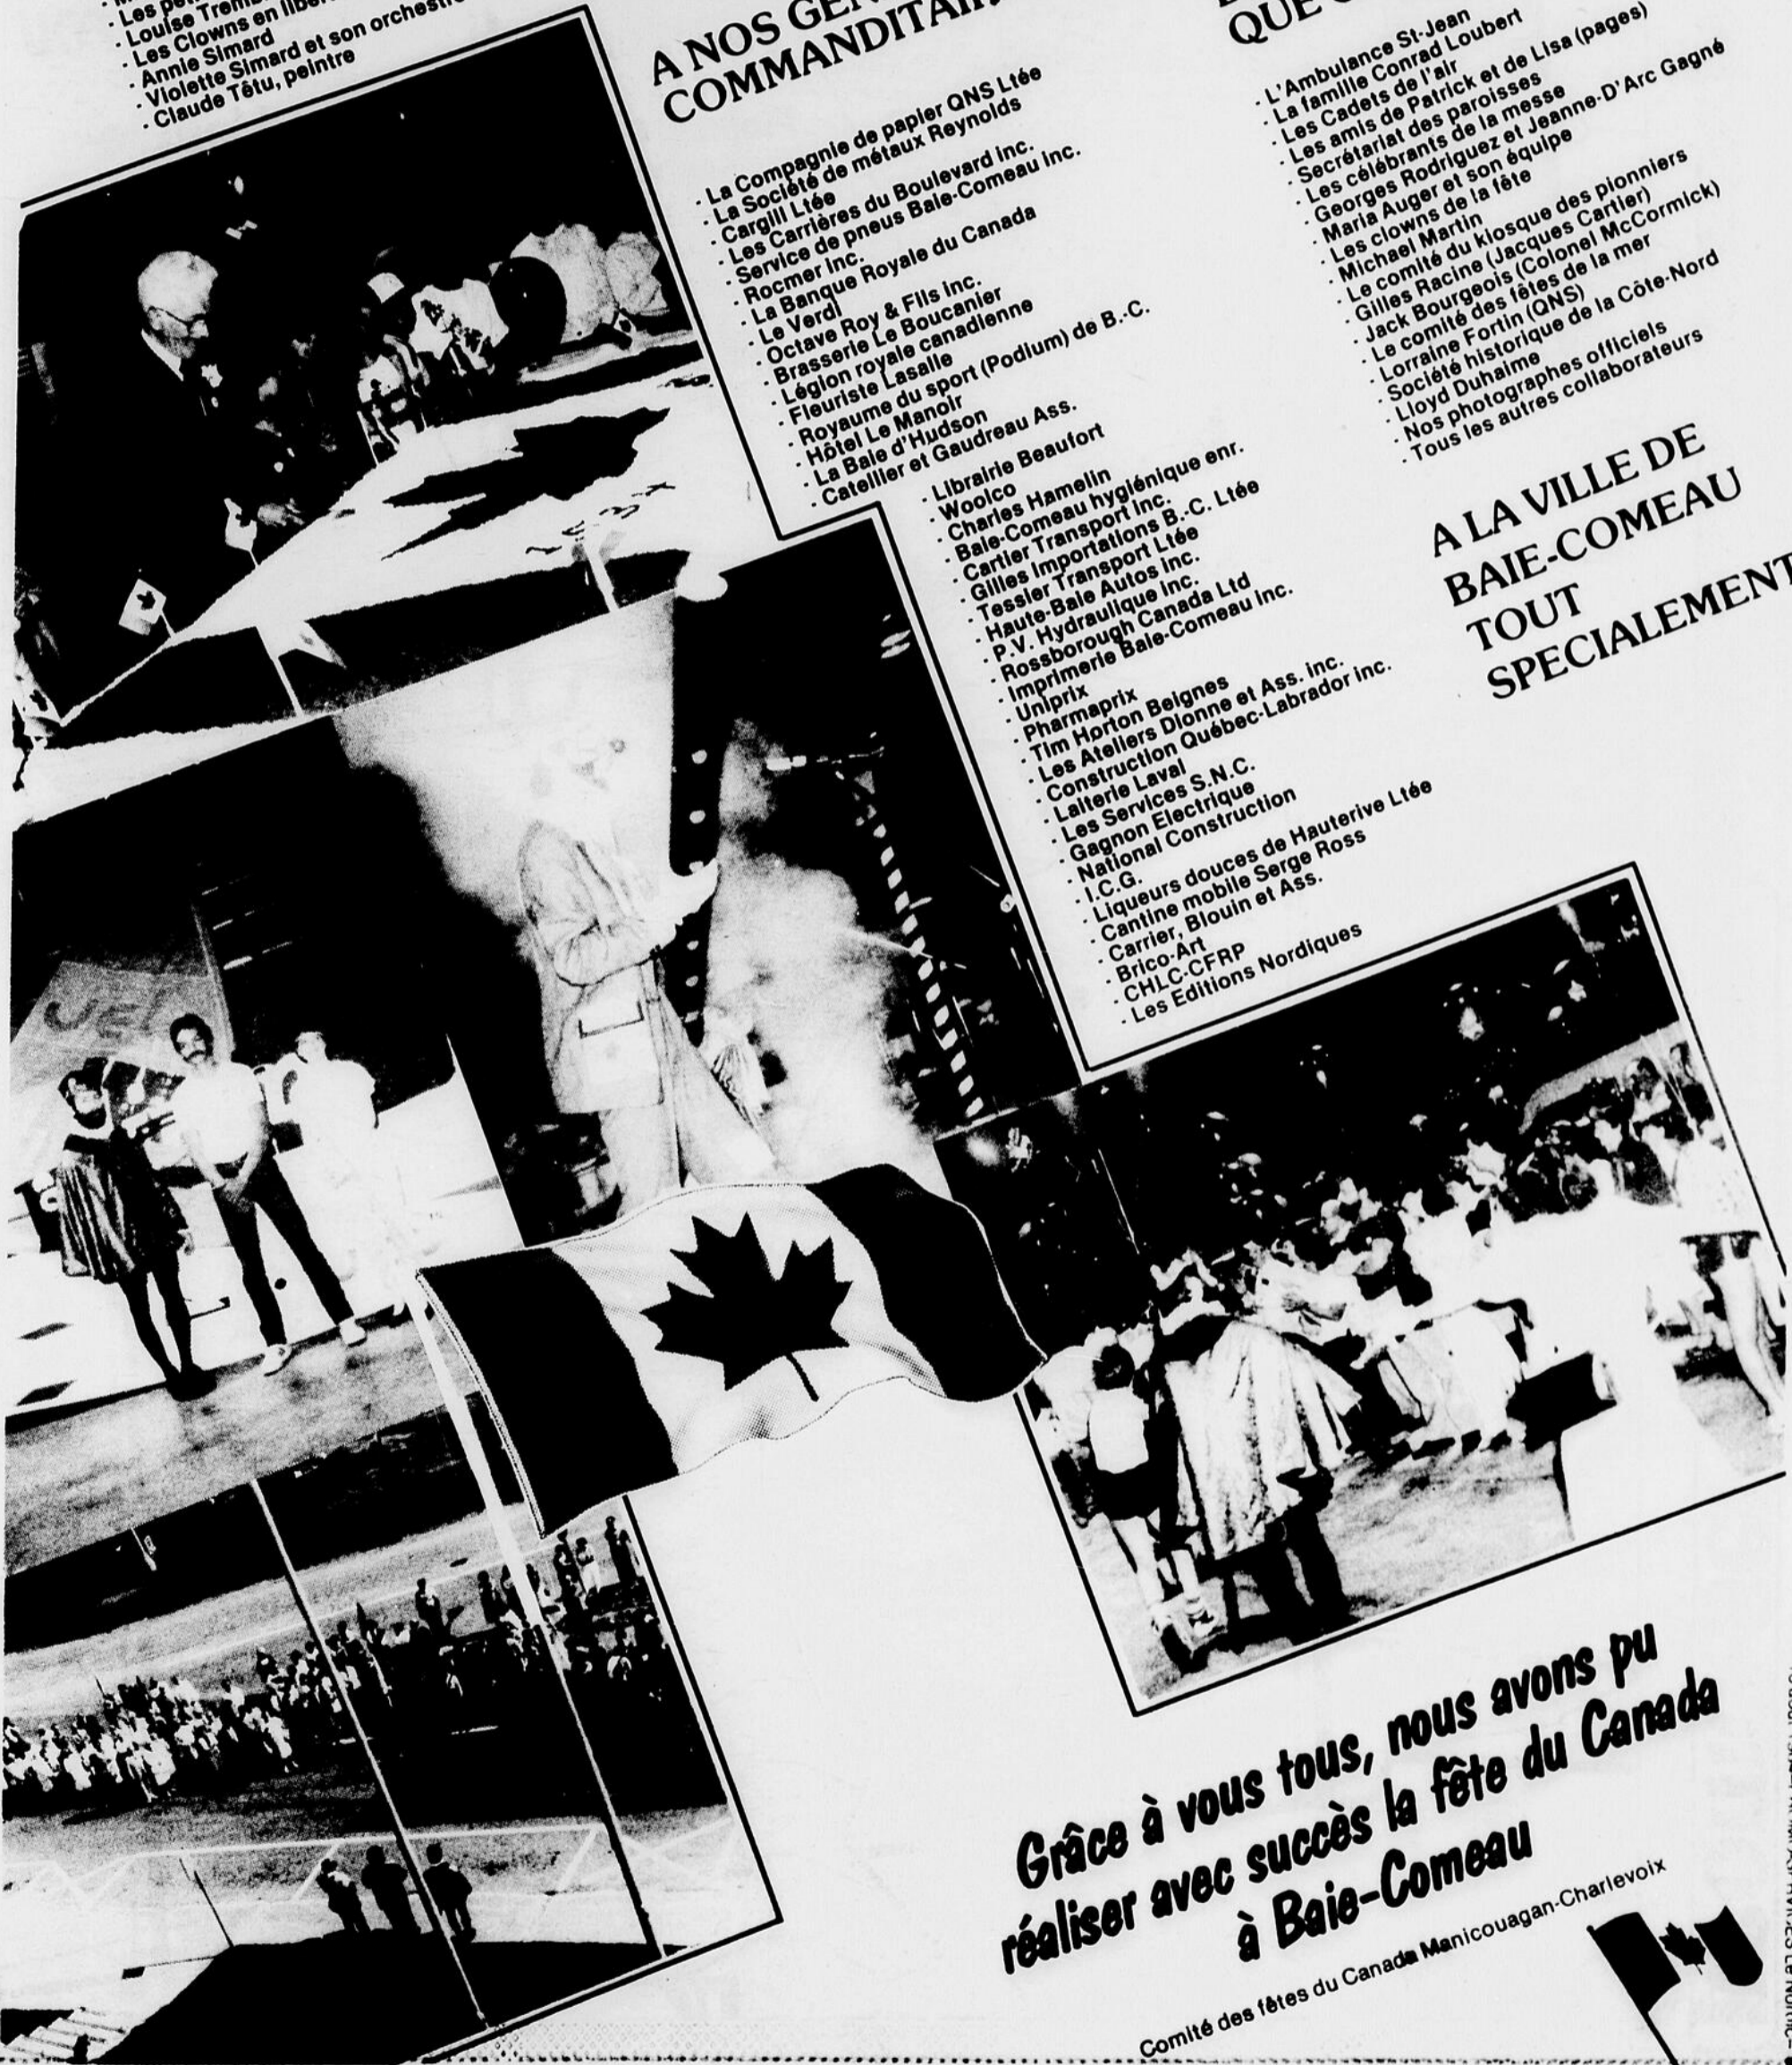 · Les
· Louise
· Les Clowns en
· Annie Simard
· Violette Simard et son
· Claude Têtu, peintre
A NOS
COMMANDITAIRES
· La Compagnie de papier QNS Ltée
· La Société de métaux Reynolds
· Cargill Ltée
· Les Carrières du Boulevard inc.
· Service de pneus Baie-Comeau inc.
· Rocmer inc.
· La Banque Royale du Canada
· Le Verdi
· Octave Roy & Fils inc.
· Brasserie Le Boucanier
· Légion royale canadienne
· Fleuriste Lasalle
· Royaume du sport (Podium) de B.-C.
· Hôtel Le Manoir
· La Baie d'Hudson
· Catellier et Gaudreau Ass.
· Librairie Beaufort
· Woolco
· Charles Hamelin
· Baie-Comeau hygiénique enr.
· Cartier Transport inc.
· Gilles Importations B.-C. Ltée
· Tessier Transport Ltée
· Haute-Baie Autos inc.
· P.V. Hydraulique inc.
· Rossborough Canada Ltd
· Imprimerie Baie-Comeau inc.
· Uniprix
· Pharmaprix
· Tim Horton Beignes
· Les Ateliers Dionne et Ass. inc.
· Construction Québec-Labrador inc.
· Laiterie Laval
· Les Services S.N.C.
· Gagnon Electrique
· National Construction
· I.C.G.
· Liqueurs douces de Hauterive Ltée
· Cantine mobile Serge Ross
· Carrier, Blouin et Ass.
· Brico-Art
· CHLC-CFRP
· Les Editions Nordiques
QUE
· L'Ambulance St-Jean
· La famille Conrad Loubert
· Les Cadets de l'air
· Les amis de Patrick et de Lisa (pages)
· Secrétariat des paroisses
· Les célébrants de la messe
· Georges Rodriguez et Jeanne-D'Arc Gagné
· Maria Auger et son équipe
· Les clowns de la fête
· Michael Martin
· Le comité du kiosque des pionniers
· Gilles Racine (Jacques Cartier)
· Jack Bourgeois (Colonel McCormick)
· Le comité des fêtes de la mer
· Lorraine Fortin (QNS)
· Société historique de la Côte-Nord
· Lloyd Duhaime
· Nos photographes officiels
· Tous les autres collaborateurs
A LA VILLE DE
BAIE-COMEAU
TOUT
SPECIALEMENT
Grâce à vous tous, nous avons pu
réaliser avec succès la fête du Canada
à Baie-Comeau
Comité des fêtes du Canada Manicouagan-Charlevoix